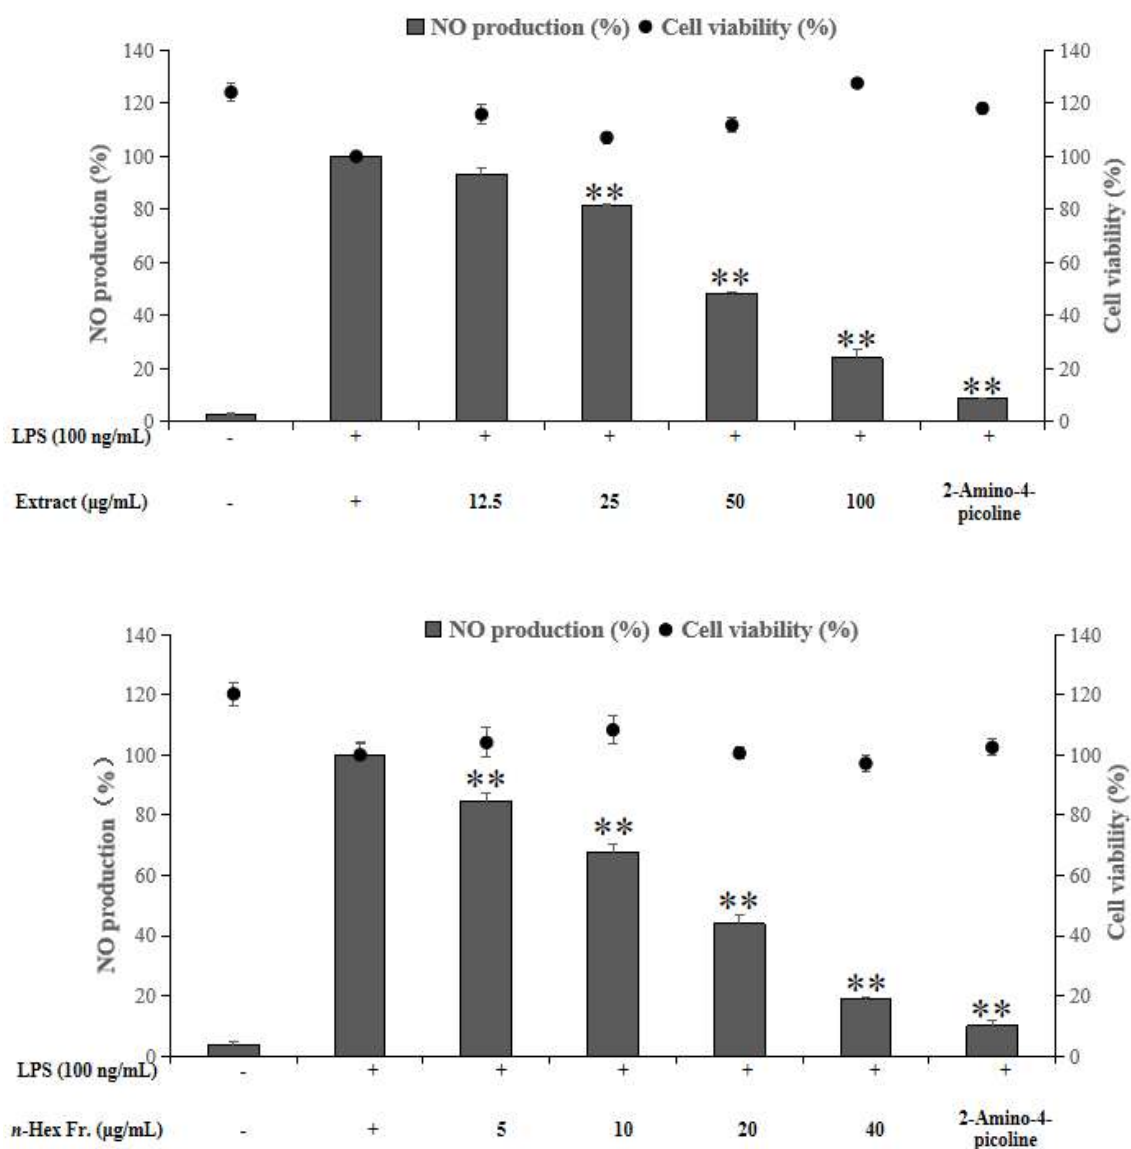 NO production (%) Cell viability (%)
140 140
120 120
100 100
80 80
60 60
40 40
20 20
0 0
NO production (%)
Cell viability (%)
**
**
**
**
LPS (100 ng/mL) - + + + + + +
Extract (µg/mL) - + 12.5 25 50 100 2-Amino-4-
picoline
NO production (%) Cell viability (%)
140 140
120 120
100 100
80 80
60 60
40 40
20 20
0 0
NO production (%)
Cell viability (%)
**
**
**
**
**
LPS (100 ng/mL) - + + + + + +
n-Hex Fr. (µg/mL) - + 5 10 20 40 2-Amino-4-
picoline